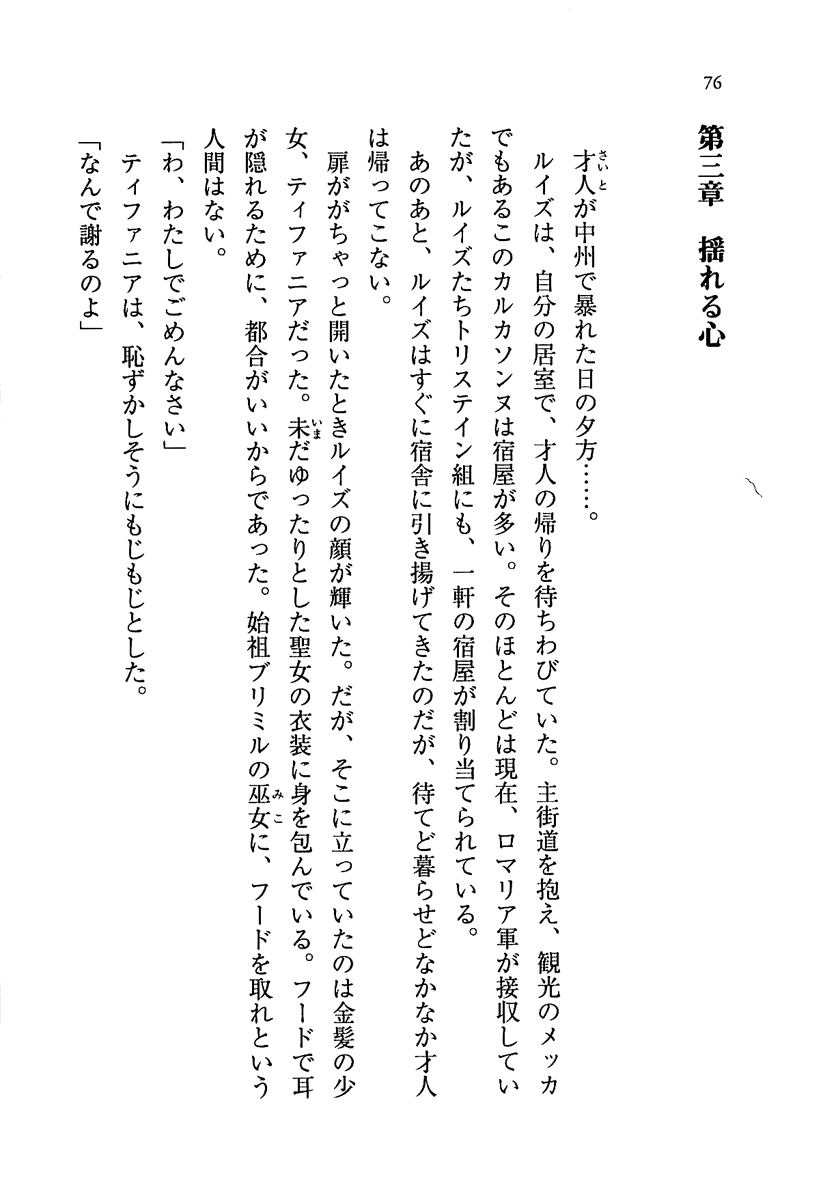 76
第三章　揺れる心
才人が中州で暴れた日の夕方……。
ルイズは、自分の居室で、才人の帰りを待ちわびていた。主街道を抱え、観光のメッカ
でもあるこのカルカソンヌは宿屋が多い。そのほとんどは現在、ロマリア軍が接収してい
たが、ルイズたちトリステイン組にも、一軒の宿屋が割り当てられている。
あのあと、ルイズはすぐに宿舎に引き揚げてきたのだが、待てど暮らせどなかなか才人
は帰ってこない。
扉ががちゃっと開いたときルイズの顔が輝いた。だが、そこに立っていたのは金髪の少
女、ティファニアだった。未だゆったりとした聖女の衣装に身を包んでいる。フードで耳
が隠れるために、都合がいいからであった。始祖ブリミルの巫女に、フードを取れという
人間はない。
「わ、わたしでごめんなさい」
ティファニアは、恥ずかしそうにもじもじとした。
「なんで謝るのよ」